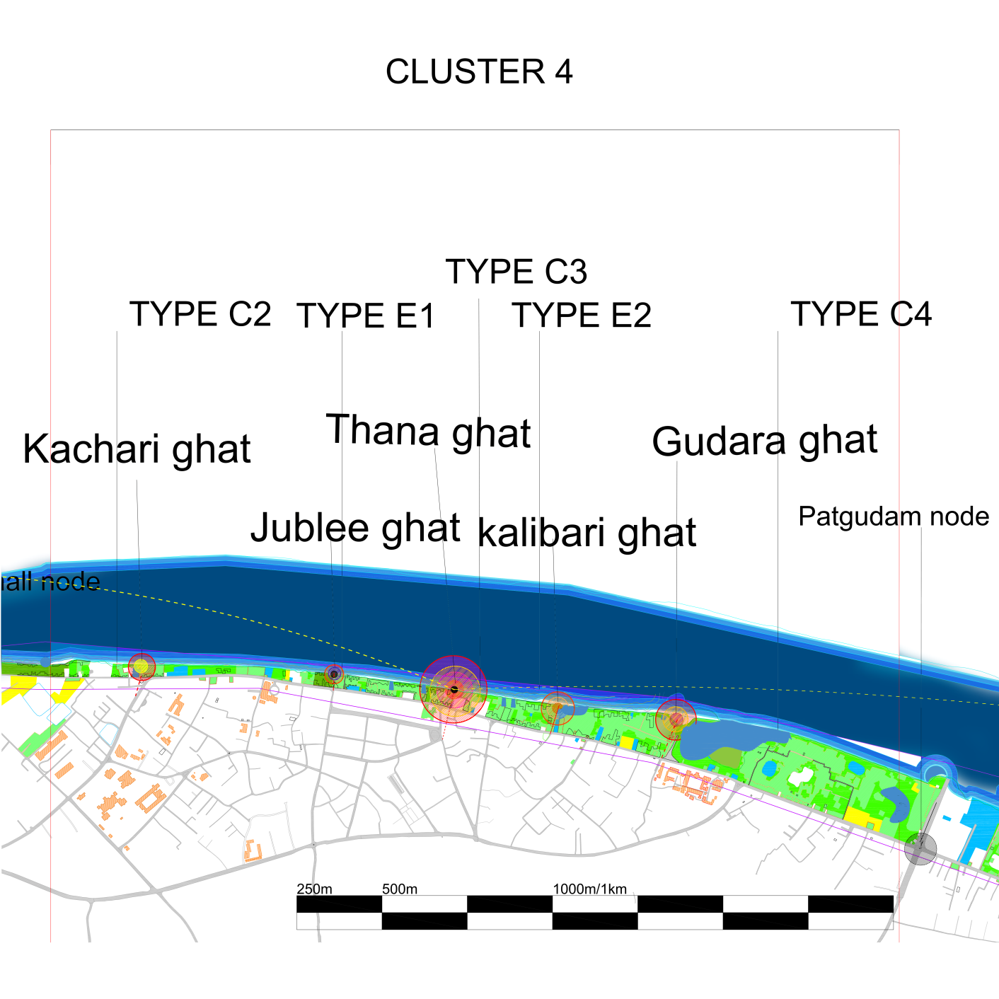 CLUSTER 4
TYPE C3
TYPE C2
TYPE E1
TYPE E2
TYPE C4
Thana ghat
Kachari ghat
Gudara ghat
Jublee ghat
kalibari ghat
Patgudam node
node
250m
500m
1000m/1km